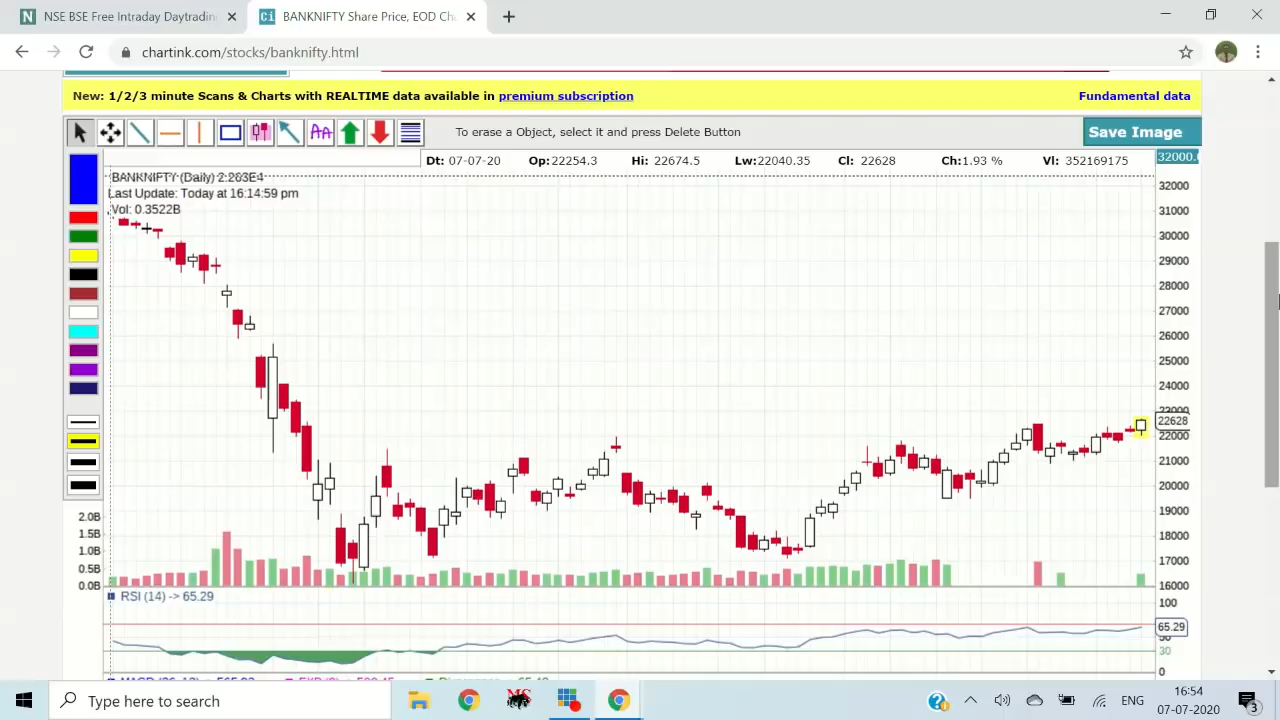 NSE - National Stoc
BANKNIFTY Share Price, EOD Ch
chartink.com/stocks/banknifty.html
New: 1/2/3 minute Scans & Charts with REALTIME data available in premium subscription
Fundamental data
To erase a Object, select it and press Delete Button
Save Image
Dt: 07-07-20 Op:22254.3 Hi: 22674.5 Lw:22040.35 Cl: 22628 Ch:1.93 % Vl: 352169175
32000.
BANKNIFTY (Daily) 2.263E4
Last Update: Today at 16:14:59 pm
Vol: 0.3522B
32000
31000
30000
29000
28000
27000
26000
25000
24000
23000
22628
22000
21000
20000
19000
18000
17000
16000
2.0B
1.5B
1.0B
0.5B
0.0B
RSI (14) -> 65.29
100
65.29
30
0
Type here to search
ENG
16:54
07-07-2020
3